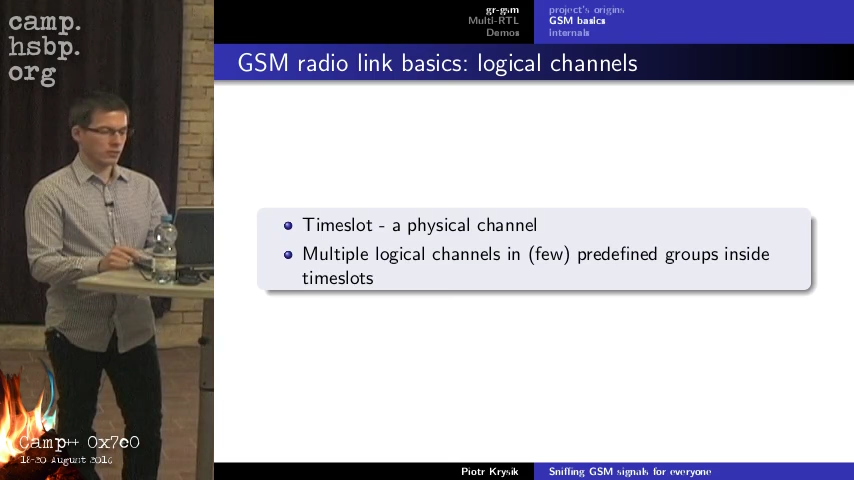 camp.
hsbp.
org
gr-gsm
Multi-RTL
Demos
project's origins
GSM basics
Internals
GSM radio link basics: logical channels
Timeslot - a physical channel
Multiple logical channels in (few) predefined groups inside
timeslots
Camp++ 0x7e0
18-20 August 2016
Piotr Krysik
Sniffing GSM signals for everyone